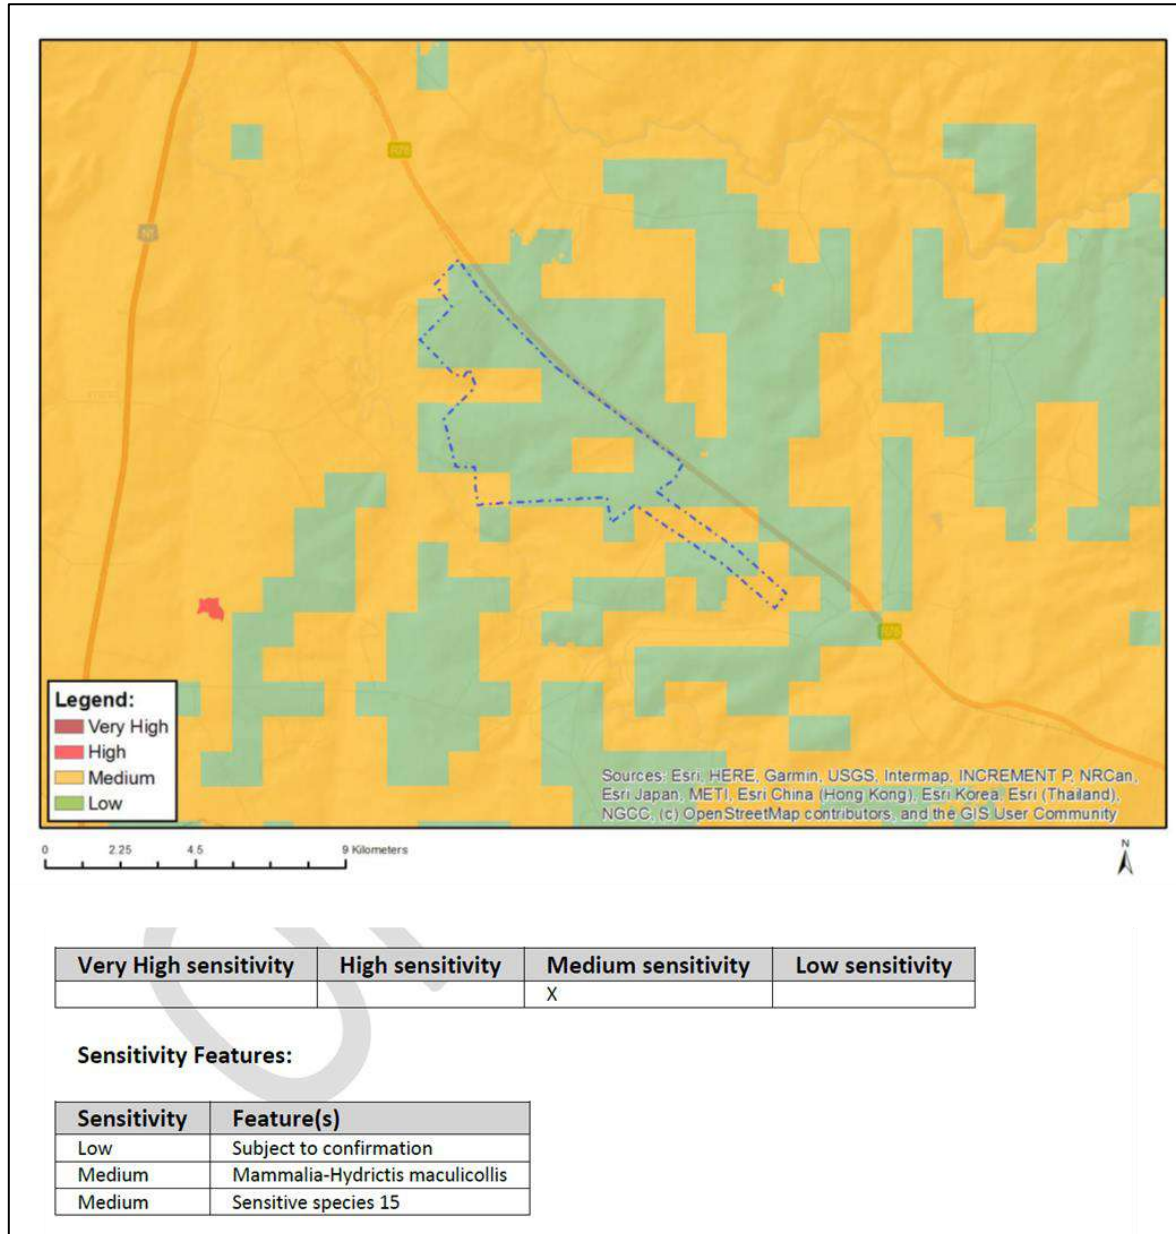 R76
N1
R76
Legend:
Very High
High
Medium
Low
Sources: Esri, HERE, Garmin, USGS, Intermap, INCREMENT P, NRCan,
Esri Japan, METI, Esri China (Hong Kong), Esri Korea, Esri (Thailand),
NGCC, (c) OpenStreetMap contributors, and the GIS User Community
0 2.25 4.5 9 Kilometers
N
Very High sensitivity High sensitivity Medium sensitivity Low sensitivity
X
Sensitivity Features:
Sensitivity Feature(s)
Low Subject to confirmation
Medium Mammalia-Hydrictis maculicollis
Medium Sensitive species 15